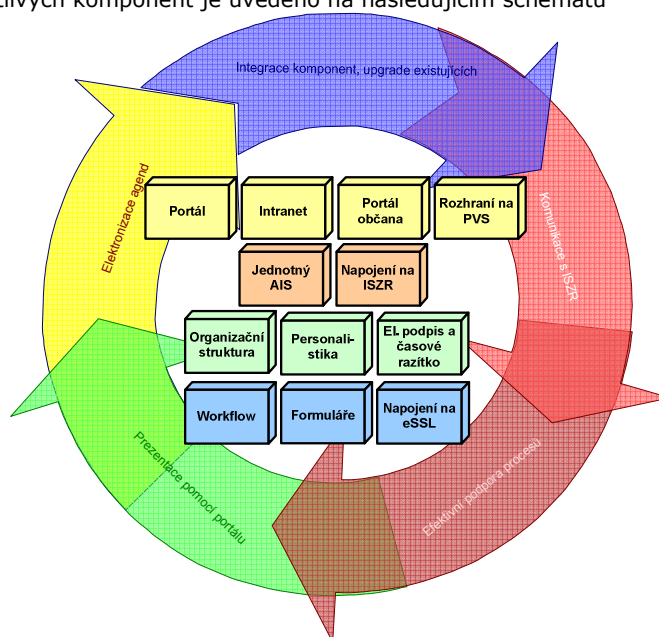 tlivých komponent je uvedeno na následujícím schématu
Integrace komponent, upgrade existujících
Elektronizace agend
Komunikace s ISZR
Portál
Intranet
Portál
občana
Rozhraní na
PVS
Jednotný
AIS
Napojení na
ISZR
Organizační
struktura
Personali-
stika
El. podpis a
časové
razítko
Workflow
Formuláře
Napojení na
eSSL
Prezentace pomocí portálu
Efektivní podpora procesů